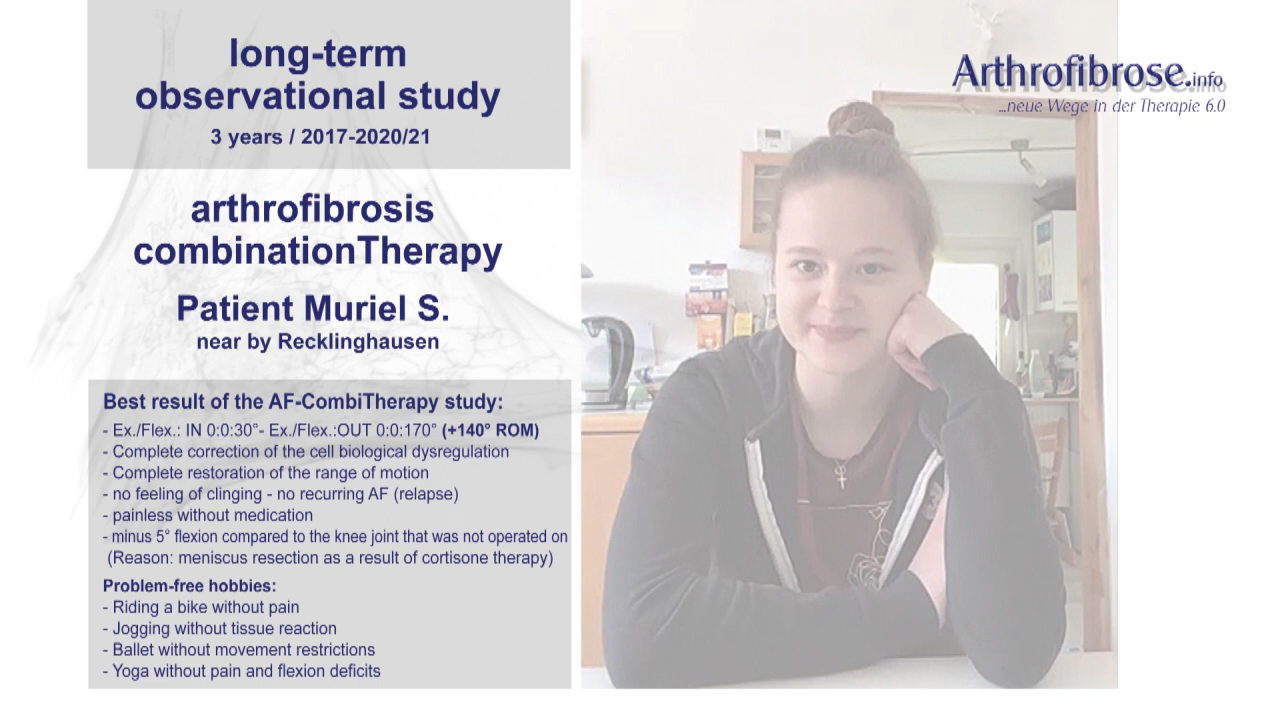 long-term
observational study
3 years / 2017-2020/21
arthrofibrosis
combinationTherapy
Patient Muriel S.
near by Recklinghausen
Best result of the AF-CombiTherapy study:
- Ex./Flex.: IN 0:0:30°- Ex./Flex.:OUT 0:0:170° (+140° ROM)
- Complete correction of the cell biological dysregulation
- Complete restoration of the range of motion
- no feeling of clinging - no recurring AF (relapse)
- painless without medication
- minus 5° flexion compared to the knee joint that was not operated on
(Reason: meniscus resection as a result of cortisone therapy)
Problem-free hobbies:
- Riding a bike without pain
- Jogging without tissue reaction
- Ballet without movement restrictions
- Yoga without pain and flexion deficits
Arthrofibrose.info
...neue Wege in der Therapie 6.0